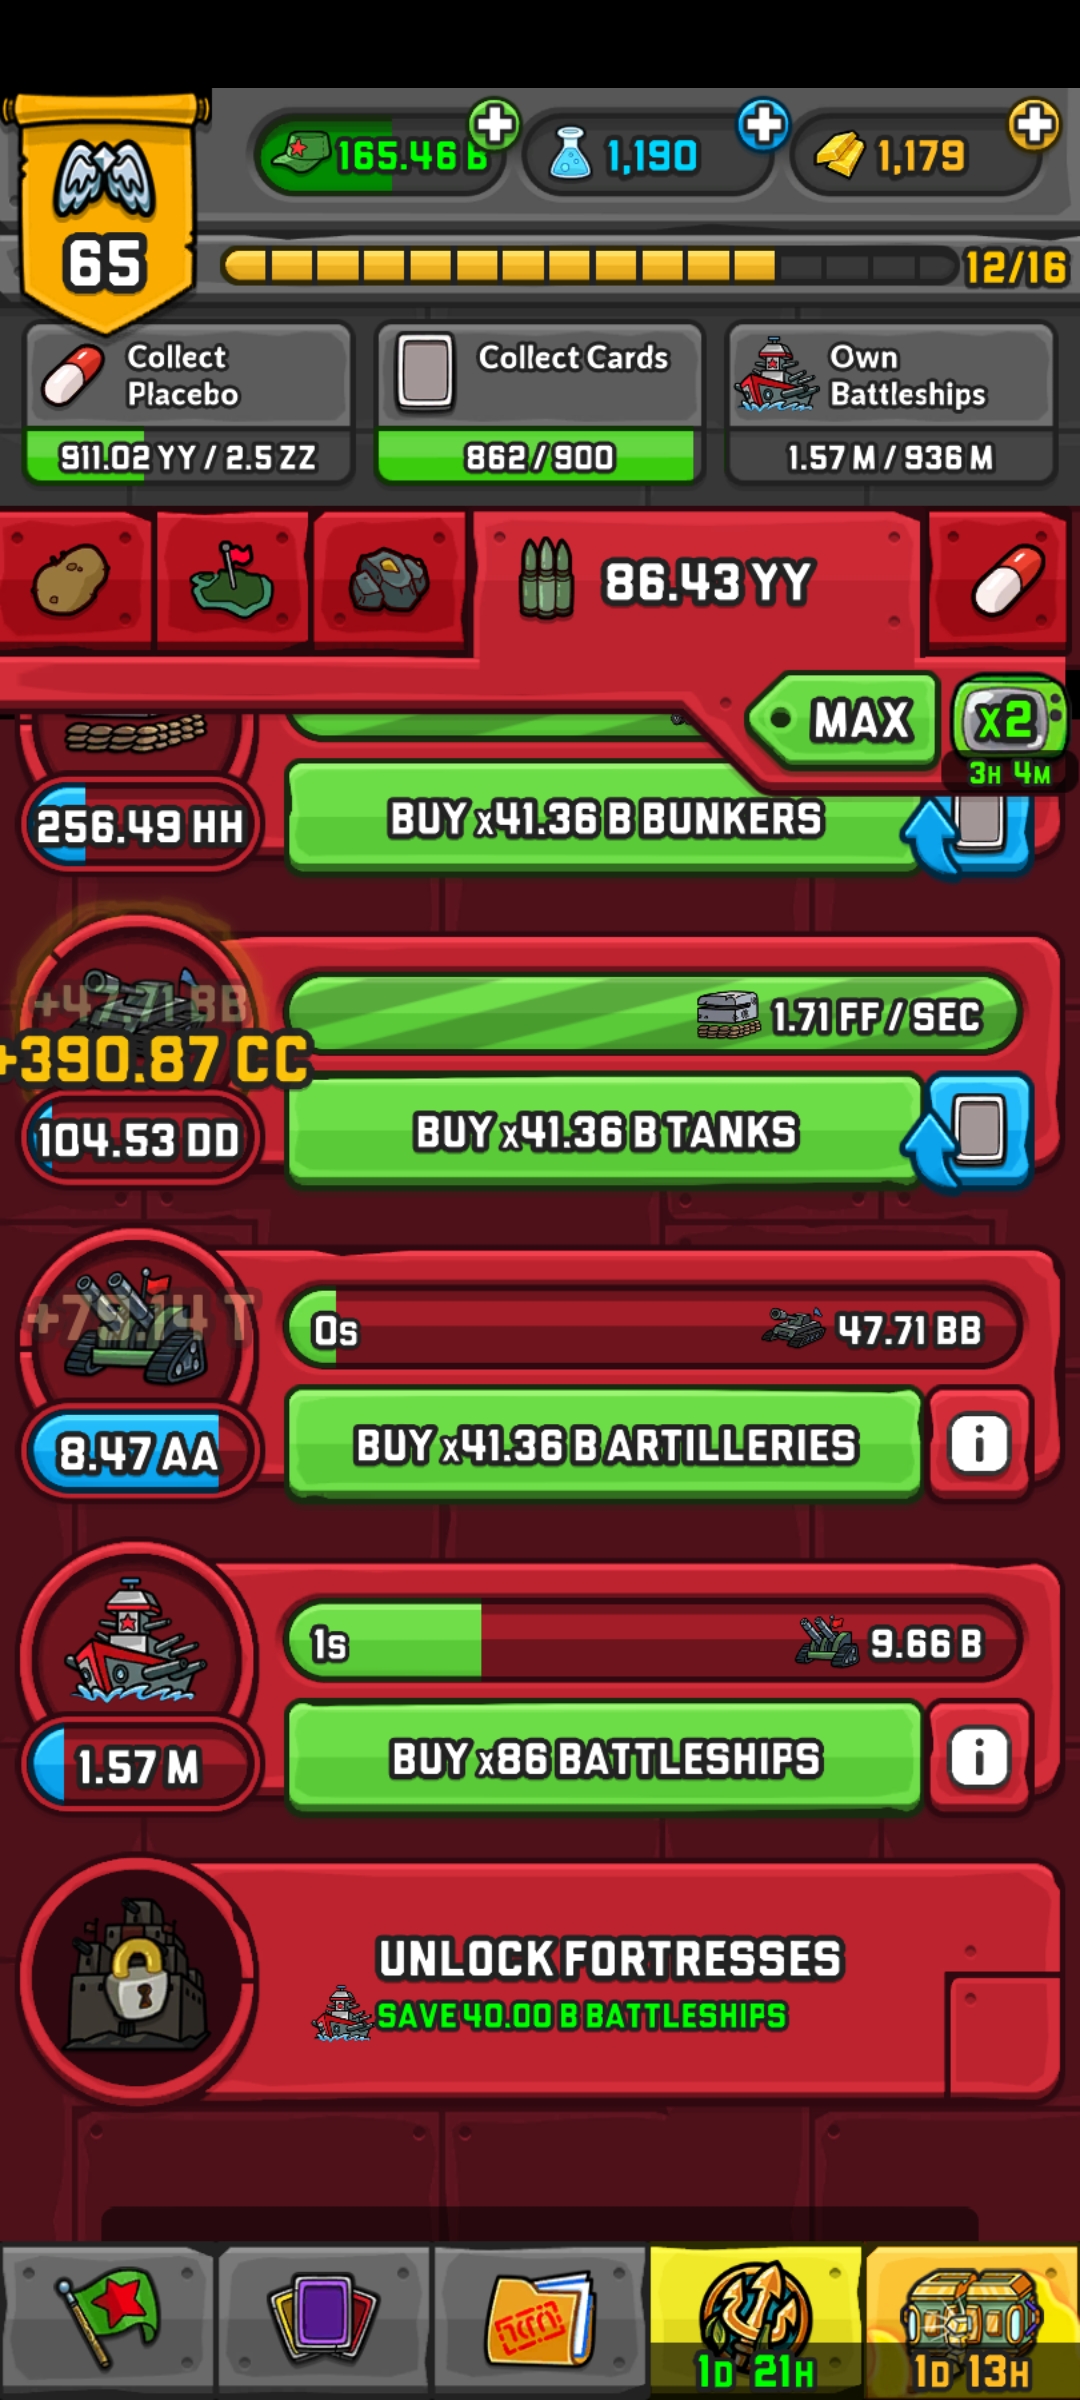 165.46 B
1,190
1,179
65
12/16
Collect
Placebo
911.02 YY / 2.5 ZZ
Collect Cards
862/900
Own
Battleships
1.57 M / 936 M
86.43 YY
MAX
x2
3H 4M
256.49 HH
BUY x41.36 B BUNKERS
+47.71 BB
+390.87 CC
1.71 FF / SEC
104.53 DD
BUY x41.36 B TANKS
0s
47.71 BB
8.47 AA
BUY x41.36 B ARTILLERIES
i
1s
9.66 B
1.57 M
BUY x86 BATTLESHIPS
i
UNLOCK FORTRESSES
SAVE 40.00 B BATTLESHIPS
1D 21H
1D 13H